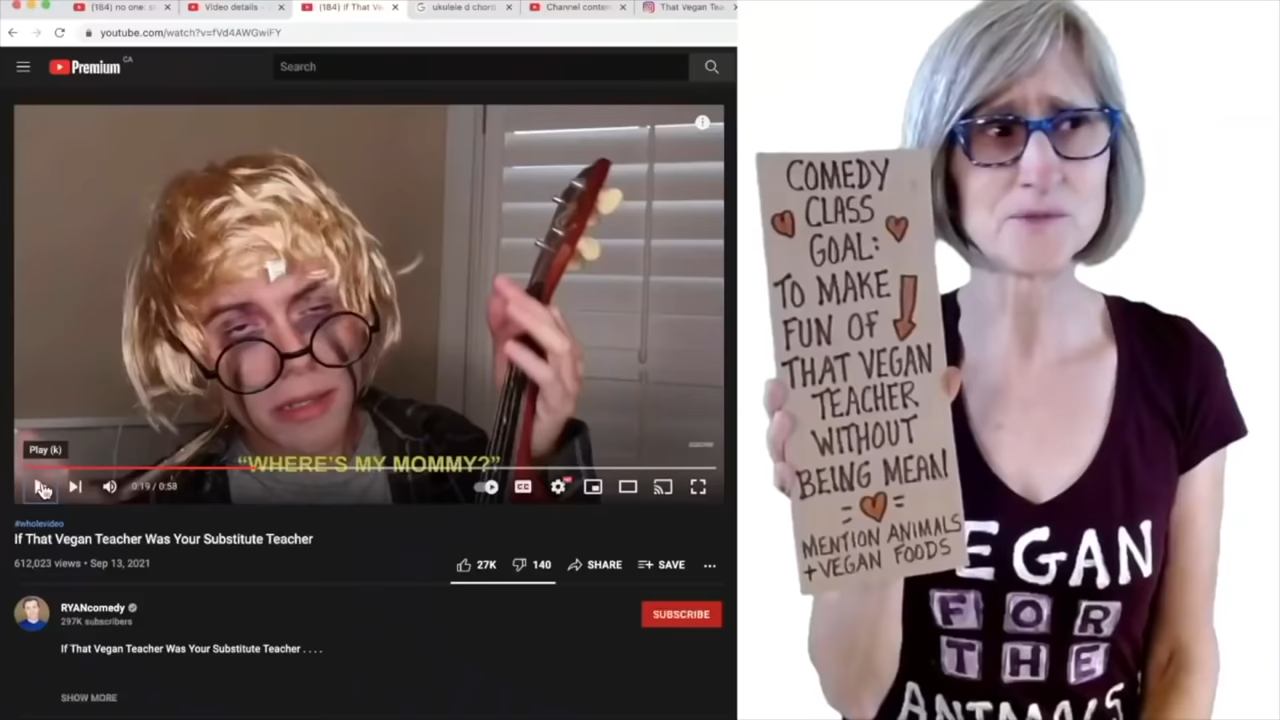 (184) no one:
Video details -
(184) If That Ve
ukulele d chord
Channel conten
That Vegan Tea
youtube.com/watch?v=fVd4AWGwiFY
Premium CA
Search
Play (k)
"WHERE'S MY MOMMY?"
0:19 / 0:58
CC
#wholevideo
If That Vegan Teacher Was Your Substitute Teacher
612,023 views • Sep 13, 2021
27K
140
SHARE
SAVE
RYANcomedy
297K subscribers
SUBSCRIBE
If That Vegan Teacher Was Your Substitute Teacher . . . .
SHOW MORE
COMEDY
CLASS
GOAL:
TO MAKE
FUN OF
THAT VEGAN
TEACHER
WITHOUT
BEING MEAN
= =
MENTION ANIMALS
+ VEGAN FOODS
EGAN
FOR
THE
ANIMALS